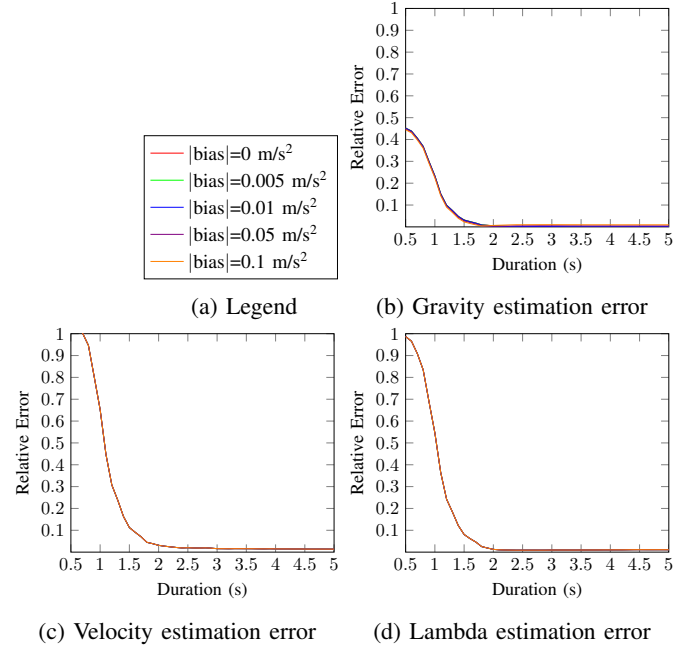 |bias|=0 m/s²
|bias|=0.005 m/s²
|bias|=0.01 m/s²
|bias|=0.05 m/s²
|bias|=0.1 m/s²
(a) Legend
1
0.9
0.8
0.7
0.6
0.5
0.4
0.3
0.2
0.1
Relative Error
0.5 1 1.5 2 2.5 3 3.5 4 4.5 5
Duration (s)
(b) Gravity estimation error
1
0.9
0.8
0.7
0.6
0.5
0.4
0.3
0.2
0.1
Relative Error
0.5 1 1.5 2 2.5 3 3.5 4 4.5 5
Duration (s)
(c) Velocity estimation error
1
0.9
0.8
0.7
0.6
0.5
0.4
0.3
0.2
0.1
Relative Error
0.5 1 1.5 2 2.5 3 3.5 4 4.5 5
Duration (s)
(d) Lambda estimation error